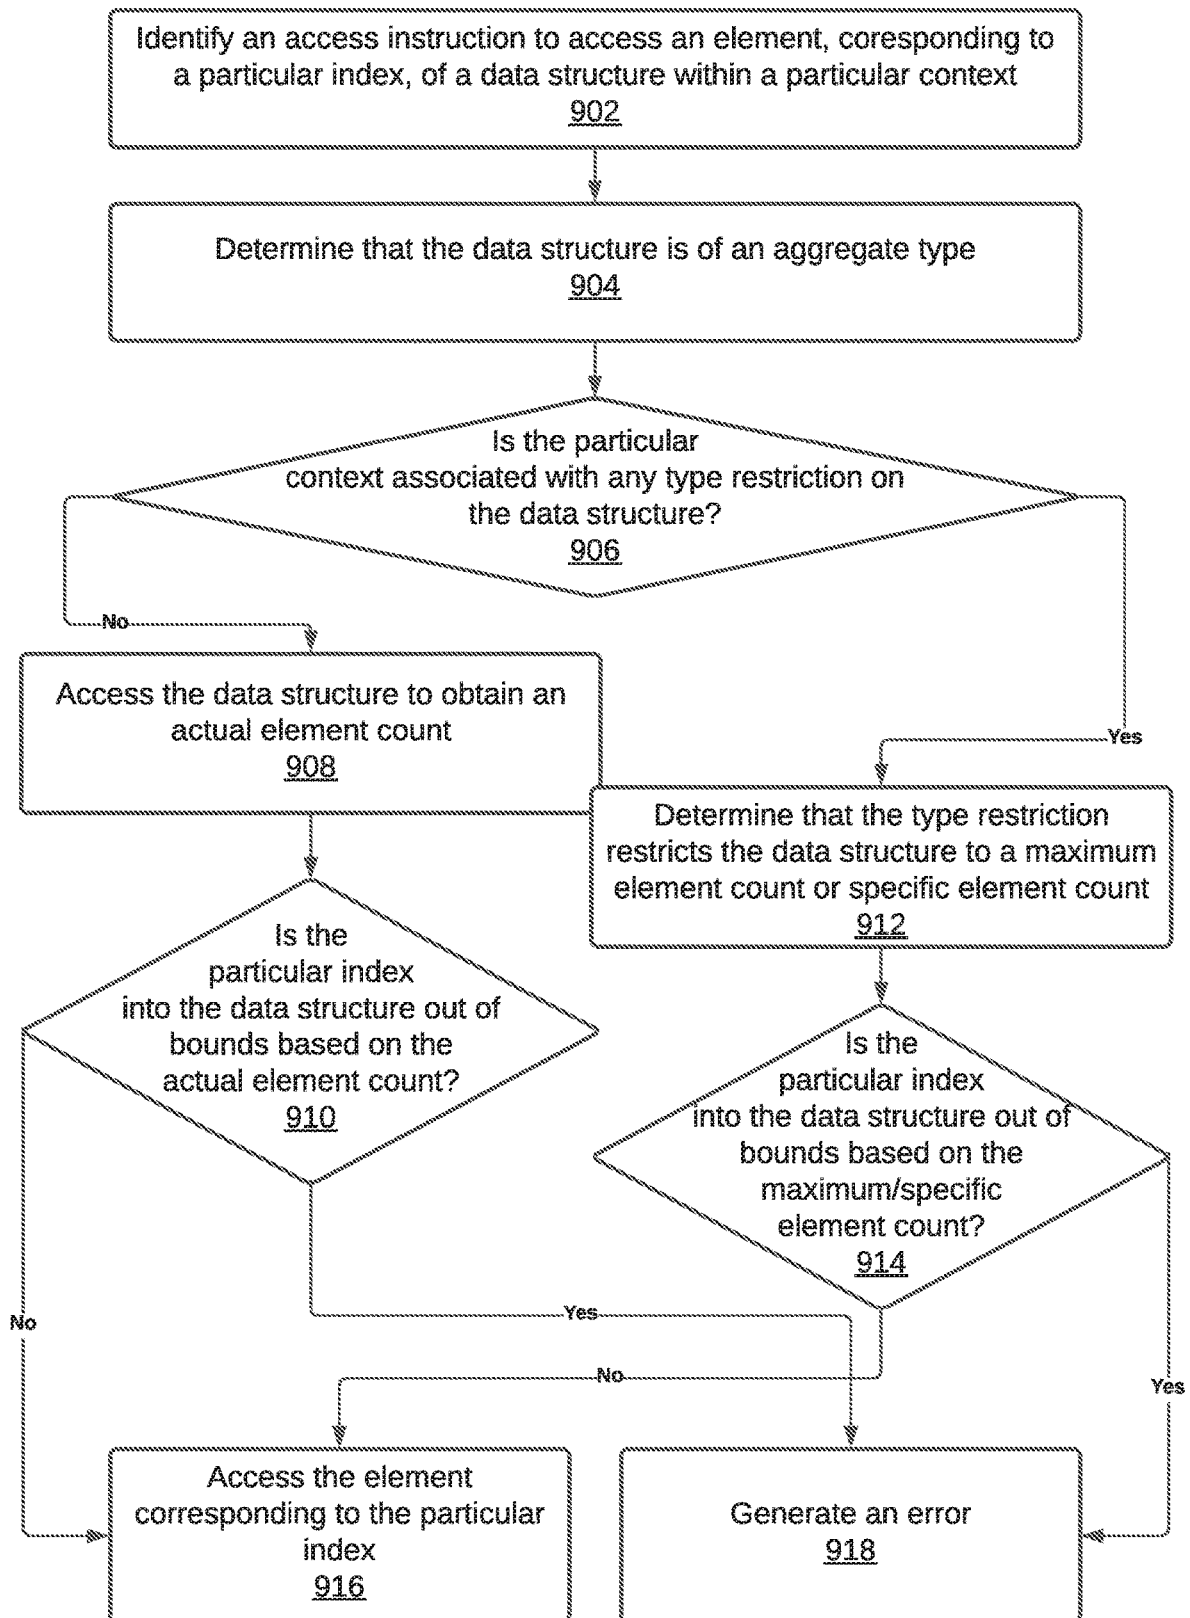 Identify an access instruction to access an element, coresponding to
a particular index, of a data structure within a particular context
902
Determine that the data structure is of an aggregate type
904
Is the particular
context associated with any type restriction on
the data structure?
906
No
Access the data structure to obtain an
actual element count
908
Yes
Determine that the type restriction
restricts the data structure to a maximum
element count or specific element count
912
Is the
particular index
into the data structure out of
bounds based on the
actual element count?
910
Is the
particular index
into the data structure out of
bounds based on the
maximum/specific
element count?
914
No
Yes
No
Yes
Access the element
corresponding to the particular
index
916
Generate an error
918